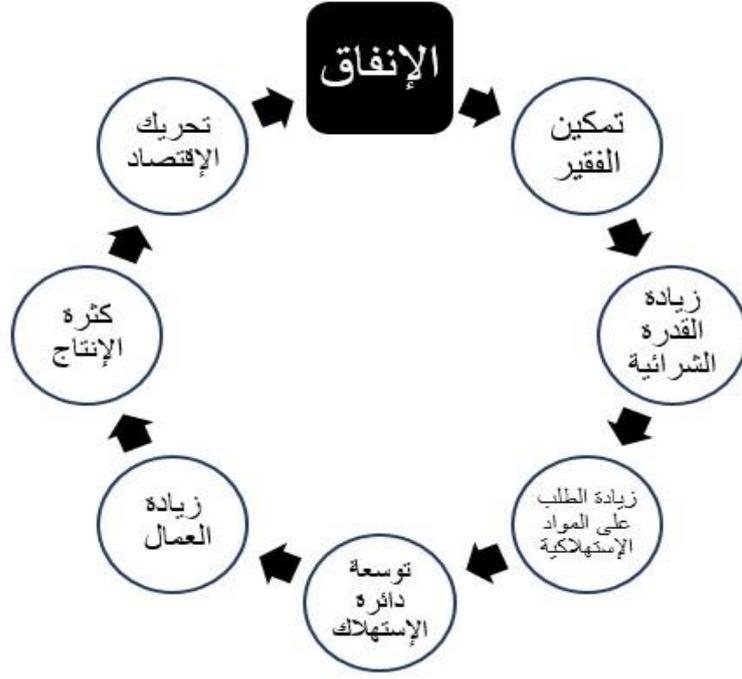 الإنفاق
تمكين
الفقير
زيادة
القدرة
الشرائية
زيادة الطلب
على المواد
الإستهلاكية
توسعة
دائرة
الإستهلاك
زيادة
العمال
كثرة
الإنتاج
تحريك
الإقتصاد